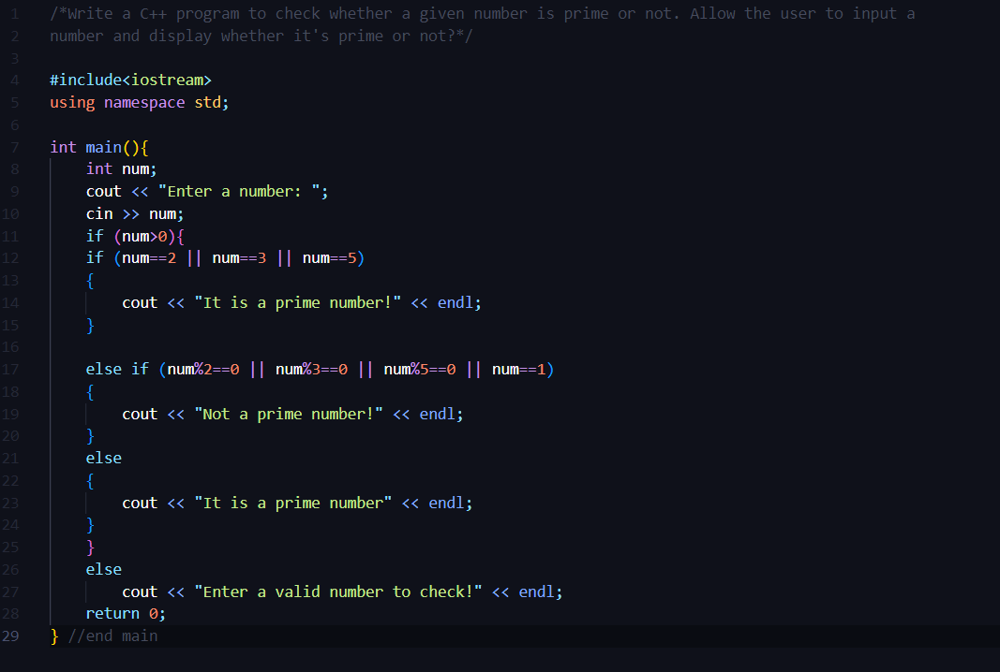 1 /*Write a C++ program to check whether a given number is prime or not. Allow the user to input a
2 number and display whether it's prime or not?*/
3
4 #include<iostream>
5 using namespace std;
6
7 int main(){
8     int num;
9     cout << "Enter a number: ";
10     cin >> num;
11     if (num>0){
12     if (num==2 || num==3 || num==5)
13     {
14         cout << "It is a prime number!" << endl;
15     }
16
17     else if (num%2==0 || num%3==0 || num%5==0 || num==1)
18     {
19         cout << "Not a prime number!" << endl;
20     }
21     else
22     {
23         cout << "It is a prime number" << endl;
24     }
25     }
26     else
27         cout << "Enter a valid number to check!" << endl;
28     return 0;
29 } //end main